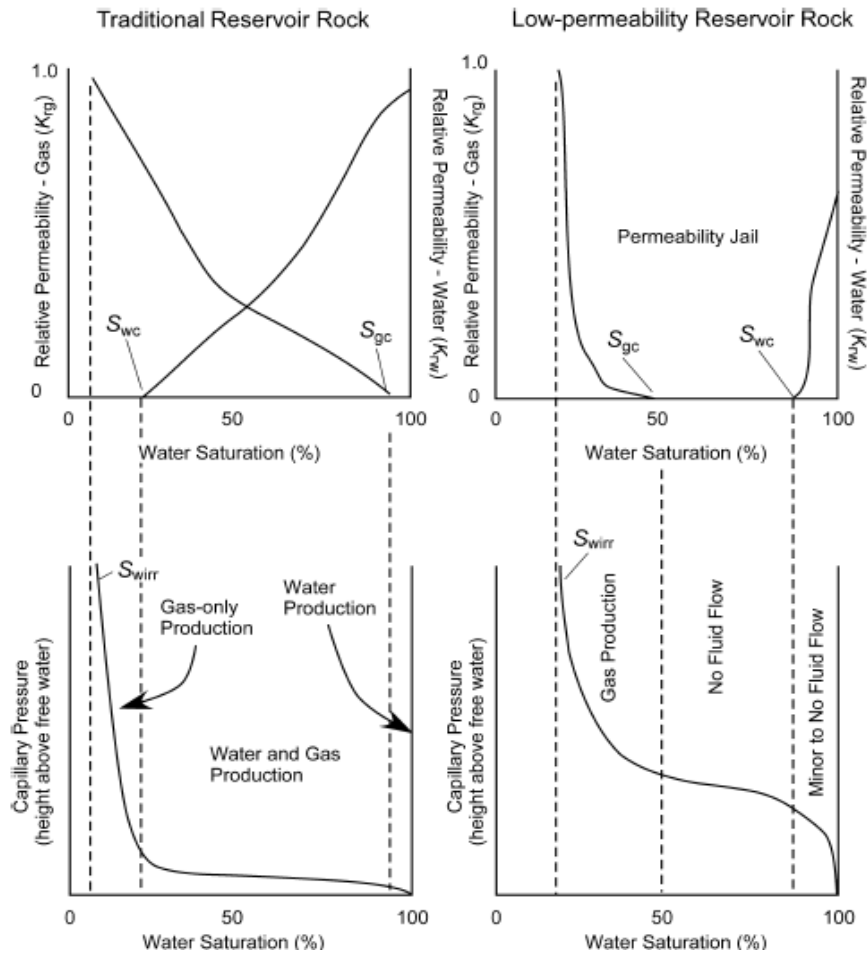 Traditional Reservoir Rock
Low-permeability Reservoir Rock
Relative Permeability - Gas (Krg)
1.0
0
Swc
Sgc
0
50
100
Water Saturation (%)
Relative Permeability - Water (Krw)
Relative Permeability - Gas (Krg)
1.0
0
Permeability Jail
Sgc
Swc
0
50
100
Water Saturation (%)
Relative Permeability - Water (Krw)
Capillary Pressure
(height above free water)
Swirr
Gas-only
Production
Water
Production
Water and Gas
Production
0
50
100
Water Saturation (%)
Capillary Pressure
(height above free water)
Swirr
Gas Production
No Fluid Flow
Minor to No Fluid Flow
0
50
100
Water Saturation (%)